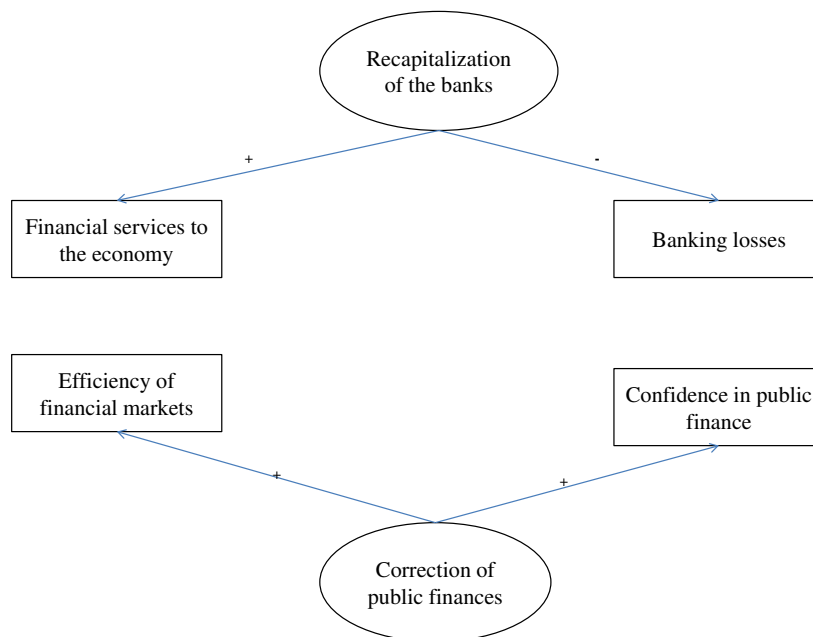 Recapitalization
of the banks
+
-
Financial services to
the economy
Banking losses
Efficiency of
financial markets
Confidence in public
finance
+
+
Correction of
public finances